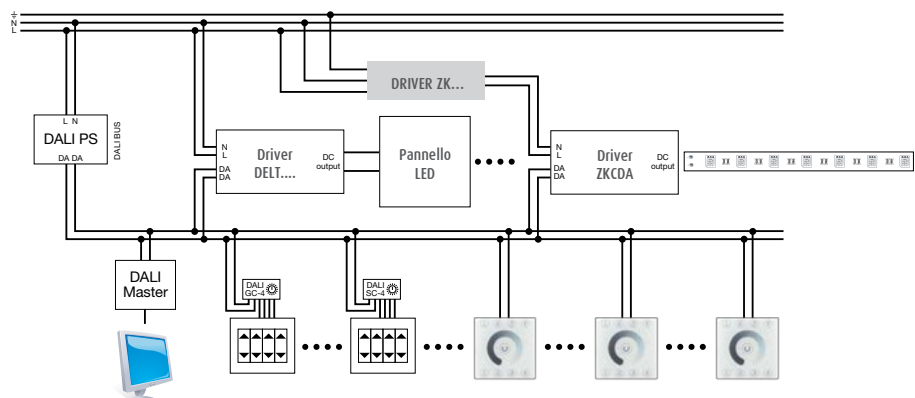 ⏚
N
L
DRIVER ZK...
L N
DALI PS
DA DA
DALI BUS
N
L
DA
DA
Driver
DELT....
DC
output
Pannello
LED
N
L
DA
DA
Driver
ZKCDA
DC
output
DALI
Master
DALI
GC-4
DALI
SC-4